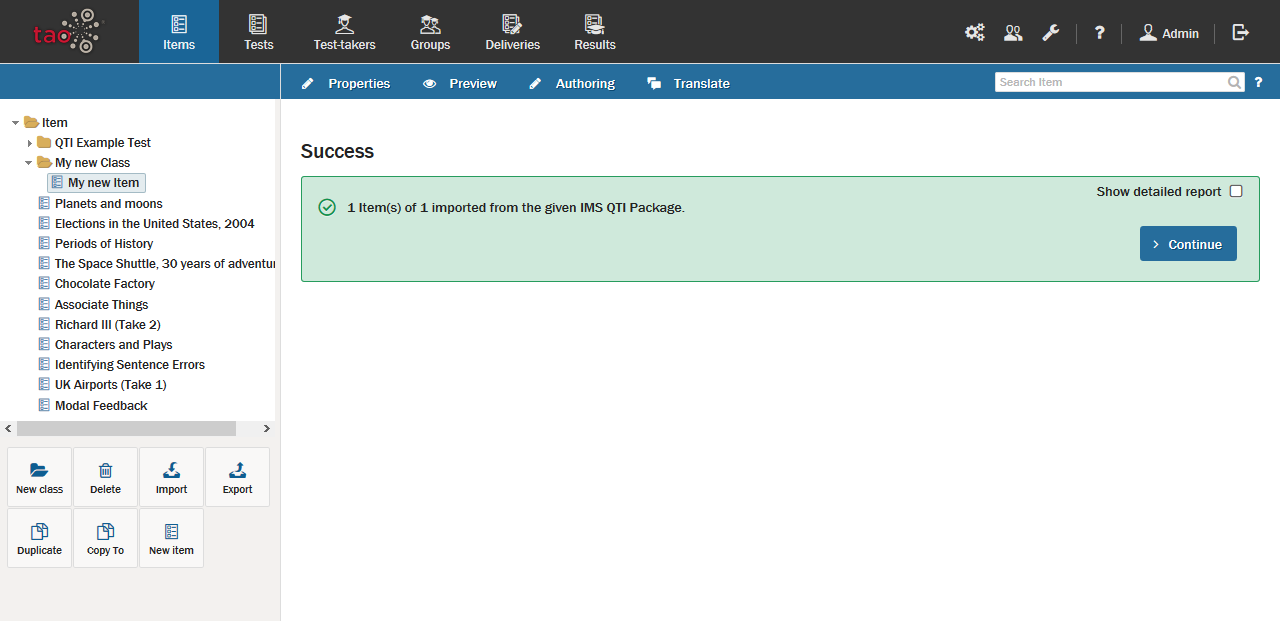 tao
Items
Tests
Test-takers
Groups
Deliveries
Results
?
Admin
Properties
Preview
Authoring
Translate
Search Item
?
Item
QTI Example Test
My new Class
My new Item
Planets and moons
Elections in the United States, 2004
Periods of History
The Space Shuttle, 30 years of adventur
Chocolate Factory
Associate Things
Richard III (Take 2)
Characters and Plays
Identifying Sentence Errors
UK Airports (Take 1)
Modal Feedback
New class
Delete
Import
Export
Duplicate
Copy To
New item
Success
Show detailed report
1 Item(s) of 1 imported from the given IMS QTI Package.
Continue